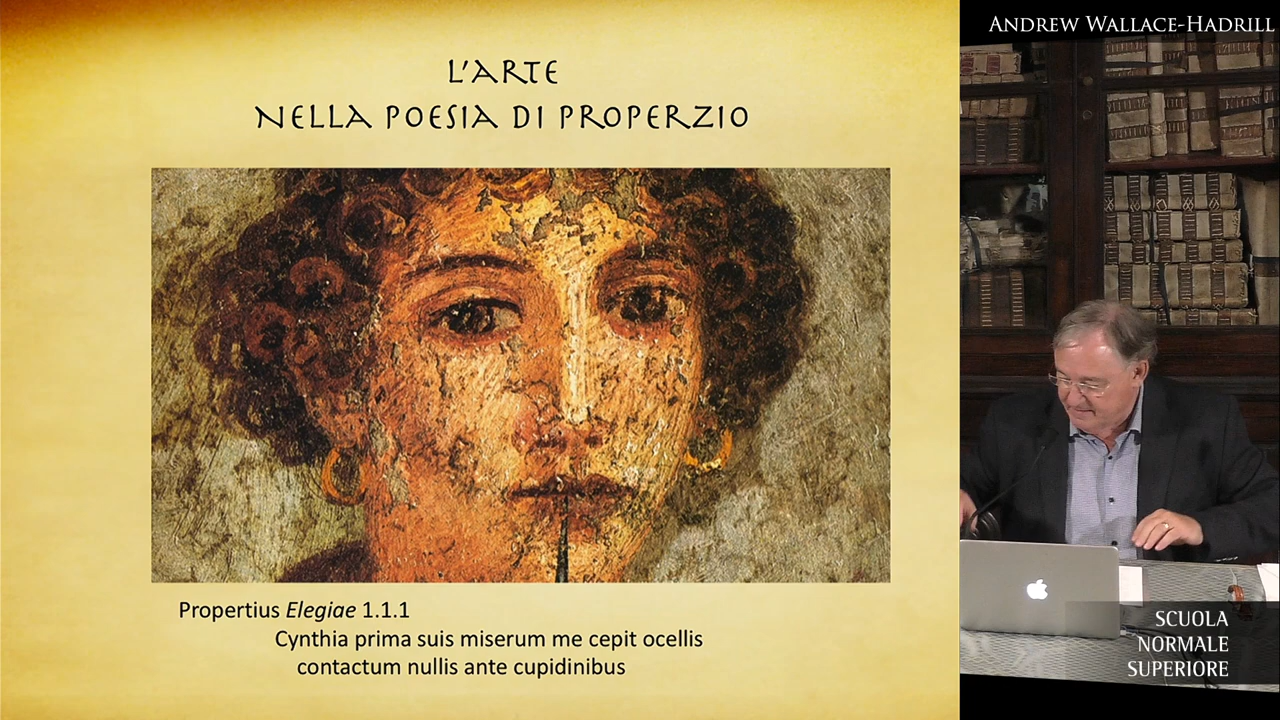 L'ARTE
NELLA POESIA DI PROPERZIO
Propertius Elegiae 1.1.1
Cynthia prima suis miserum me cepit ocellis
contactum nullis ante cupidinibus
ANDREW WALLACE-HADRILL
SCUOLA
NORMALE
SUPERIORE